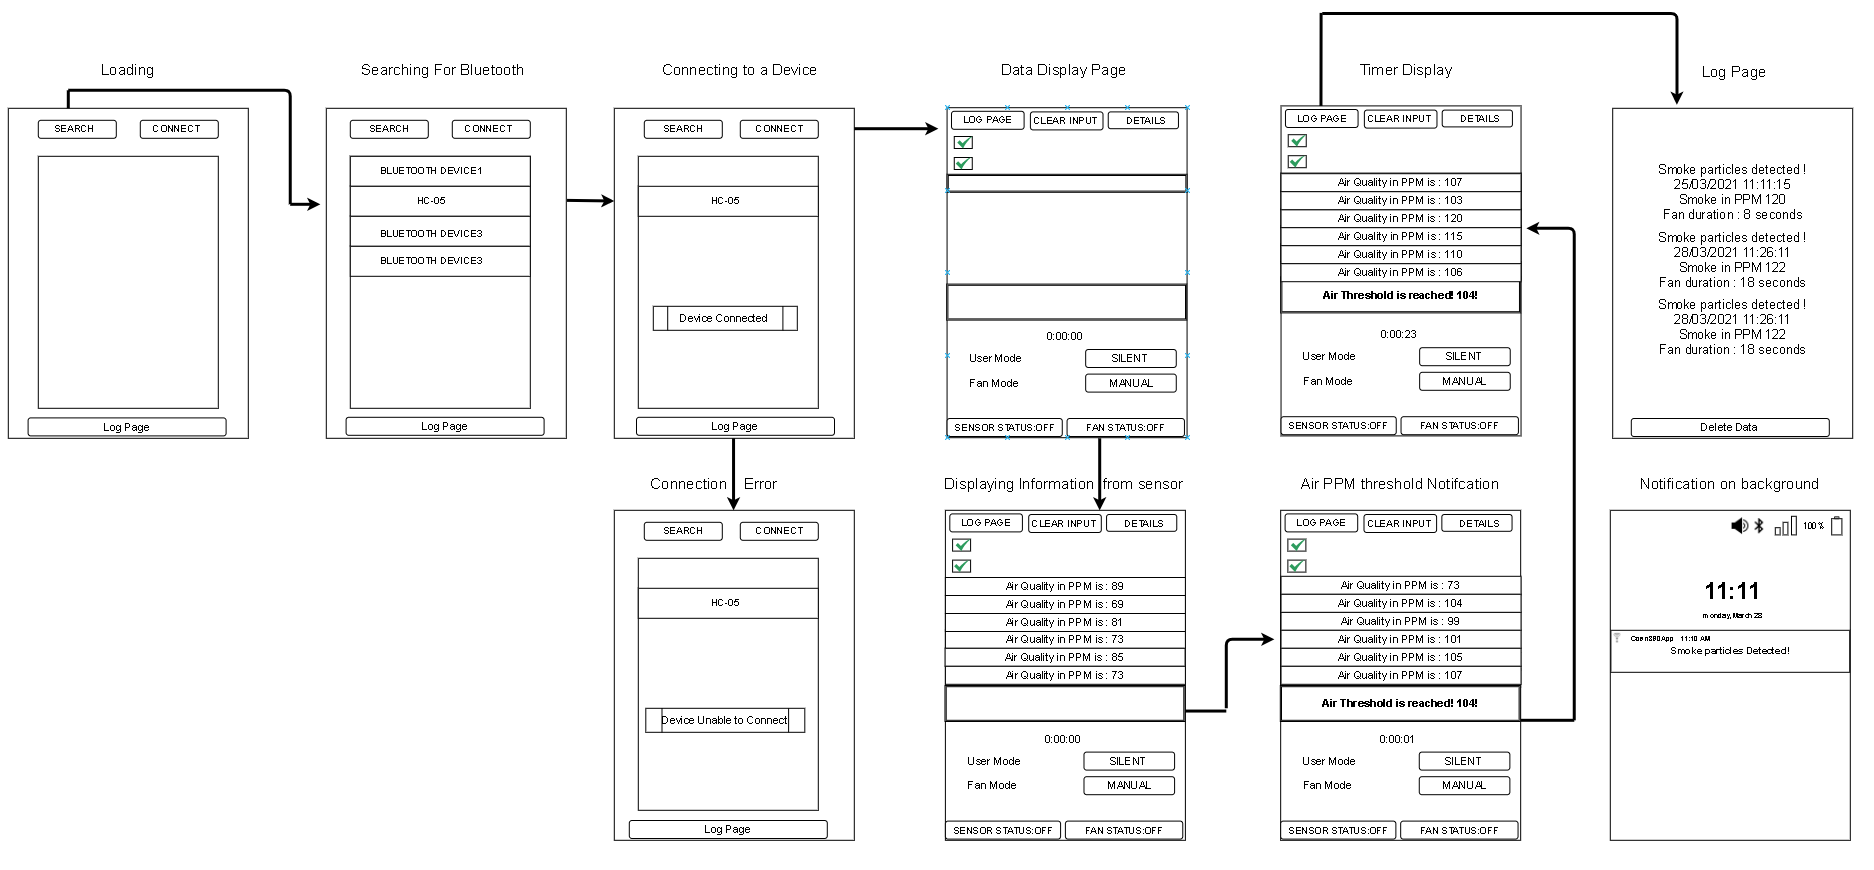 Loading
SEARCH
CONNECT
Log Page
Searching For Bluetooth
SEARCH
CONNECT
BLUETOOTH DEVICE1
HC-05
BLUETOOTH DEVICE3
BLUETOOTH DEVICE3
Log Page
Connecting to a Device
SEARCH
CONNECT
HC-05
Device Connected
Log Page
Connection Error
SEARCH
CONNECT
HC-05
Device Unable to Connect
Log Page
Data Display Page
LOG PAGE
CLEAR INPUT
DETAILS
0:00:00
User Mode
SILENT
Fan Mode
MANUAL
SENSOR STATUS:OFF
FAN STATUS:OFF
Displaying Information from sensor
LOG PAGE
CLEAR INPUT
DETAILS
Air Quality in PPM is : 89
Air Quality in PPM is : 69
Air Quality in PPM is : 81
Air Quality in PPM is : 73
Air Quality in PPM is : 85
Air Quality in PPM is : 73
0:00:00
User Mode
SILENT
Fan Mode
MANUAL
SENSOR STATUS:OFF
FAN STATUS:OFF
Air PPM threshold Notifcation
LOG PAGE
CLEAR INPUT
DETAILS
Air Quality in PPM is : 73
Air Quality in PPM is : 104
Air Quality in PPM is : 99
Air Quality in PPM is : 101
Air Quality in PPM is : 105
Air Quality in PPM is : 107
Air Threshold is reached! 104!
0:00:01
User Mode
SILENT
Fan Mode
MANUAL
SENSOR STATUS:OFF
FAN STATUS:OFF
Timer Display
LOG PAGE
CLEAR INPUT
DETAILS
Air Quality in PPM is : 107
Air Quality in PPM is : 103
Air Quality in PPM is : 120
Air Quality in PPM is : 115
Air Quality in PPM is : 110
Air Quality in PPM is : 106
Air Threshold is reached! 104!
0:00:23
User Mode
SILENT
Fan Mode
MANUAL
SENSOR STATUS:OFF
FAN STATUS:OFF
Log Page
Smoke particles detected !
25/03/2021 11:11:15
Smoke in PPM 120
Fan duration : 8 seconds
Smoke particles detected !
28/03/2021 11:26:11
Smoke in PPM 122
Fan duration : 18 seconds
Smoke particles detected !
28/03/2021 11:26:11
Smoke in PPM 122
Fan duration : 18 seconds
Delete Data
Notification on background
100%
11:11
monday,March 28
Coen390App 11:10 AM
Smoke particles Detected!